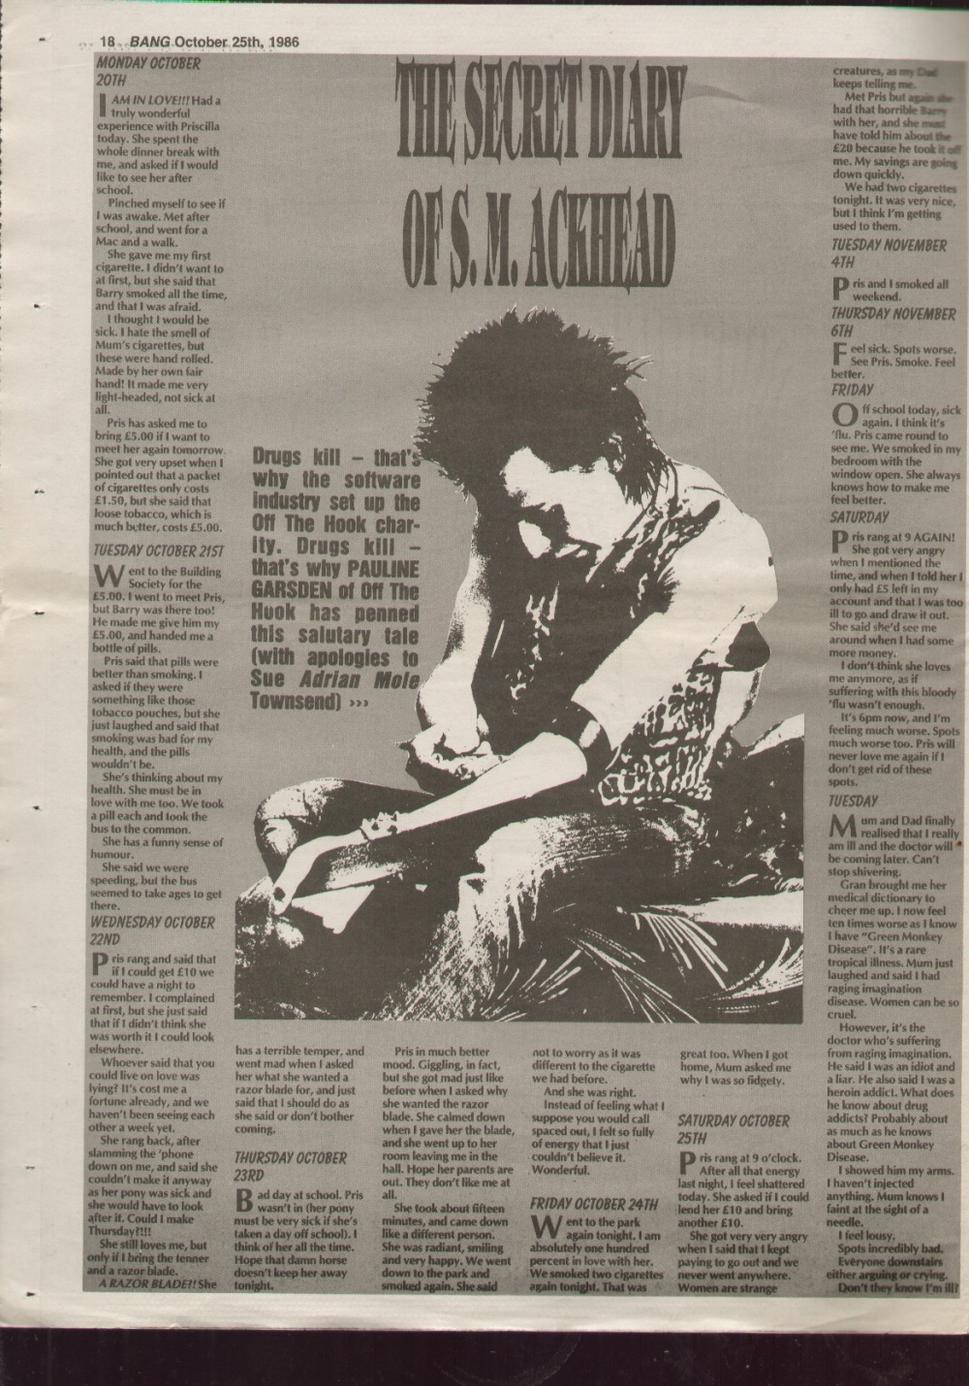 18 BANG October 25th, 1986
THE SECRET DIARY
OF S. M. ACKHEAD
Drugs kill – that's
why the software
industry set up the
Off The Hook char-
ity. Drugs kill –
that's why PAULINE
GARSDEN of Off The
Hook has penned
this salutary tale
(with apologies to
Sue Adrian Mole
Townsend) >>>
MONDAY OCTOBER
20TH
I AM IN LOVE!!! Had a
truly wonderful
experience with Priscilla
today. She spent the
whole dinner break with
me, and asked if I would
like to see her after
school.
Pinched myself to see if
I was awake. Met after
school, and went for a
Mac and a walk.
She gave me my first
cigarette. I didn't want to
at first, but she said that
Barry smoked all the time,
and that I was afraid.
I thought I would be
sick. I hate the smell of
Mum's cigarettes, but
these were hand rolled.
Made by her own fair
hand! It made me very
light-headed, not sick at
all.
Pris has asked me to
bring £5.00 if I want to
meet her again tomorrow.
She got very upset when I
pointed out that a packet
of cigarettes only costs
£1.50, but she said that
loose tobacco, which is
much better, costs £5.00.
TUESDAY OCTOBER 21ST
Went to the Building
Society for the
£5.00. I went to meet Pris,
but Barry was there too!
He made me give him my
£5.00, and handed me a
bottle of pills.
Pris said that pills were
better than smoking. I
asked if they were
something like those
tobacco pouches, but she
just laughed and said that
smoking was bad for my
health, and the pills
wouldn't be.
She's thinking about my
health. She must be in
love with me too. We took
a pill each and took the
bus to the common.
She has a funny sense of
humour.
She said we were
speeding, but the bus
seemed to take ages to get
there.
WEDNESDAY OCTOBER
22ND
Pris rang and said that
if I could get £10 we
could have a night to
remember. I complained
at first, but she just said
that if I didn't think she
was worth it I could look
elsewhere.
Whoever said that you
could live on love was
lying? It's cost me a
fortune already, and we
haven't been seeing each
other a week yet.
She rang back, after
slamming the 'phone
down on me, and said she
couldn't make it anyway
as her pony was sick and
she would have to look
after it. Could I make
Thursday?!!!
She still loves me, but
only if I bring the tenner
and a razor blade.
A RAZOR BLADE?! She
has a terrible temper, and
went mad when I asked
her what she wanted a
razor blade for, and just
said that I should do as
she said or don't bother
coming.
THURSDAY OCTOBER
23RD
Bad day at school. Pris
wasn't in (her pony
must be very sick if she's
taken a day off school). I
think of her all the time.
Hope that damn horse
doesn't keep her away
tonight.
Pris in much better
mood. Giggling, in fact,
but she got mad just like
before when I asked why
she wanted the razor
blade. She calmed down
when I gave her the blade,
and she went up to her
room leaving me in the
hall. Hope her parents are
out. They don't like me at
all.
She took about fifteen
minutes, and came down
like a different person.
She was radiant, smiling
and very happy. We went
down to the park and
smoked again. She said
not to worry as it was
different to the cigarette
we had before.
And she was right.
Instead of feeling what I
suppose you would call
spaced out, I felt so fully
of energy that I just
couldn't believe it.
Wonderful.
FRIDAY OCTOBER 24TH
Went to the park
again tonight. I am
absolutely one hundred
percent in love with her.
We smoked two cigarettes
again tonight. That was
great too. When I got
home, Mum asked me
why I was so fidgety.
SATURDAY OCTOBER
25TH
Pris rang at 9 o'clock.
After all that energy
last night, I feel shattered
today. She asked if I could
lend her £10 and bring
another £10.
She got very very angry
when I said that I kept
paying to go out and we
never went anywhere.
Women are strange
creatures, as my Dad
keeps telling me.
Met Pris but again she
had that horrible Barry
with her, and she must
have told him about the
£20 because he took it off
me. My savings are going
down quickly.
We had two cigarettes
tonight. It was very nice,
but I think I'm getting
used to them.
TUESDAY NOVEMBER
4TH
Pris and I smoked all
weekend.
THURSDAY NOVEMBER
6TH
Feel sick. Spots worse.
See Pris. Smoke. Feel
better.
FRIDAY
Off school today, sick
again. I think it's
'flu. Pris came round to
see me. We smoked in my
bedroom with the
window open. She always
knows how to make me
feel better.
SATURDAY
Pris rang at 9 AGAIN!
She got very angry
when I mentioned the
time, and when I told her I
only had £5 left in my
account and that I was too
ill to go and draw it out.
She said she'd see me
around when I had some
more money.
I don't think she loves
me anymore, as if
suffering with this bloody
'flu wasn't enough.
It's 6pm now, and I'm
feeling much worse. Spots
much worse too. Pris will
never love me again if I
don't get rid of these
spots.
TUESDAY
Mum and Dad finally
realised that I really
am ill and the doctor will
be coming later. Can't
stop shivering.
Gran brought me her
medical dictionary to
cheer me up. I now feel
ten times worse as I know
I have "Green Monkey
Disease". It's a rare
tropical illness. Mum just
laughed and said I had
raging imagination
disease. Women can be so
cruel.
However, it's the
doctor who's suffering
from raging imagination.
He said I was an idiot and
a liar. He also said I was a
heroin addict. What does
he know about drug
addicts? Probably about
as much as he knows
about Green Monkey
Disease.
I showed him my arms.
I haven't injected
anything. Mum knows I
faint at the sight of a
needle.
I feel lousy.
Spots incredibly bad.
Everyone downstairs
either arguing or crying.
Don't they know I'm ill?